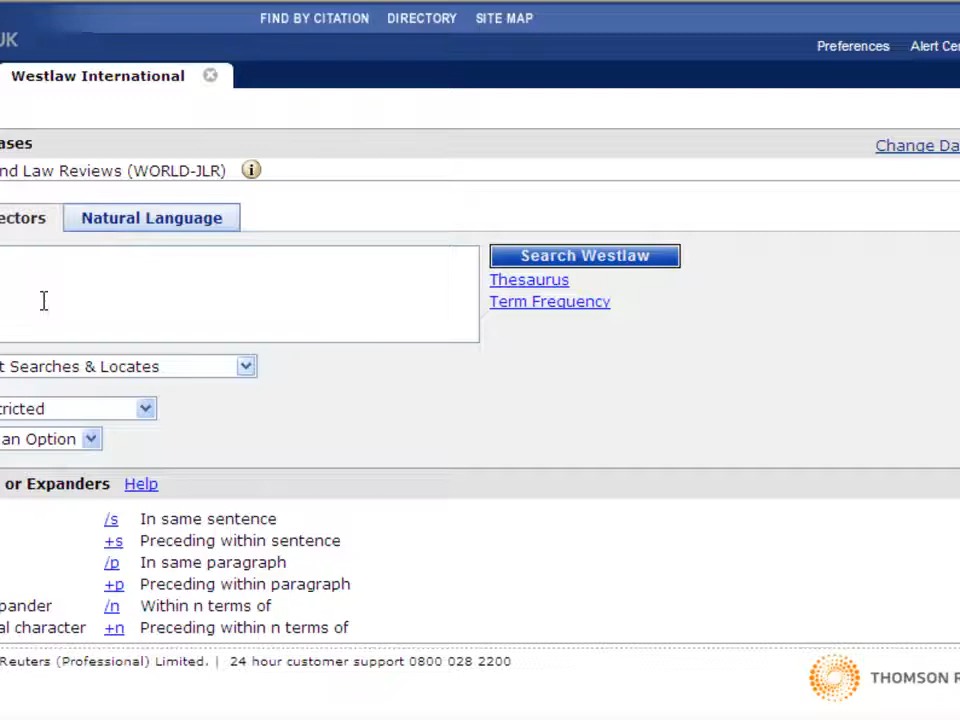 FIND BY CITATION DIRECTORY SITE MAP
UK
Preferences Alert Cen
Westlaw International
ases
Change Da
nd Law Reviews (WORLD-JLR) i
ectors Natural Language
Search Westlaw
Thesaurus
Term Frequency
t Searches & Locates
tricted
an Option
or Expanders Help
/s In same sentence
+s Preceding within sentence
/p In same paragraph
+p Preceding within paragraph
pander /n Within n terms of
al character +n Preceding within n terms of
Reuters (Professional) Limited. | 24 hour customer support 0800 028 2200
THOMSON R